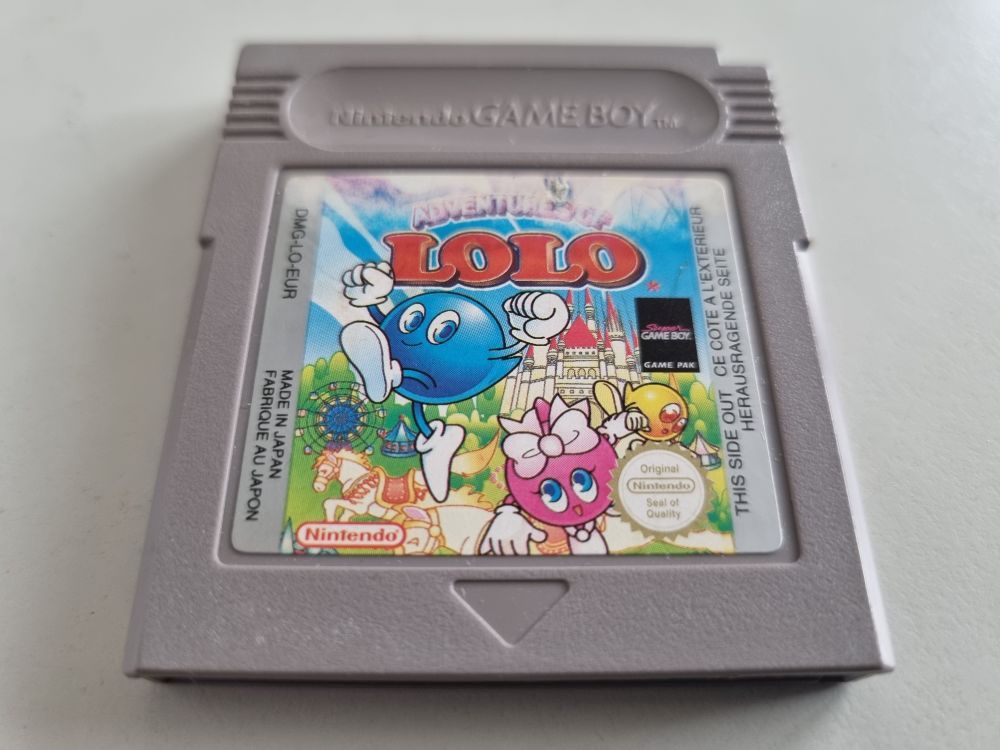 Nintendo GAME BOY TM
ADVENTURES OF
LOLO
DMG-LO-EUR
MADE IN JAPAN
FABRIQUE AU JAPON
Super
GAME BOY
GAME PAK
THIS SIDE OUT CE COTE A L'EXTERIEUR
HERAUSRAGENDE SEITE
Original
Nintendo
Seal of
Quality
Nintendo